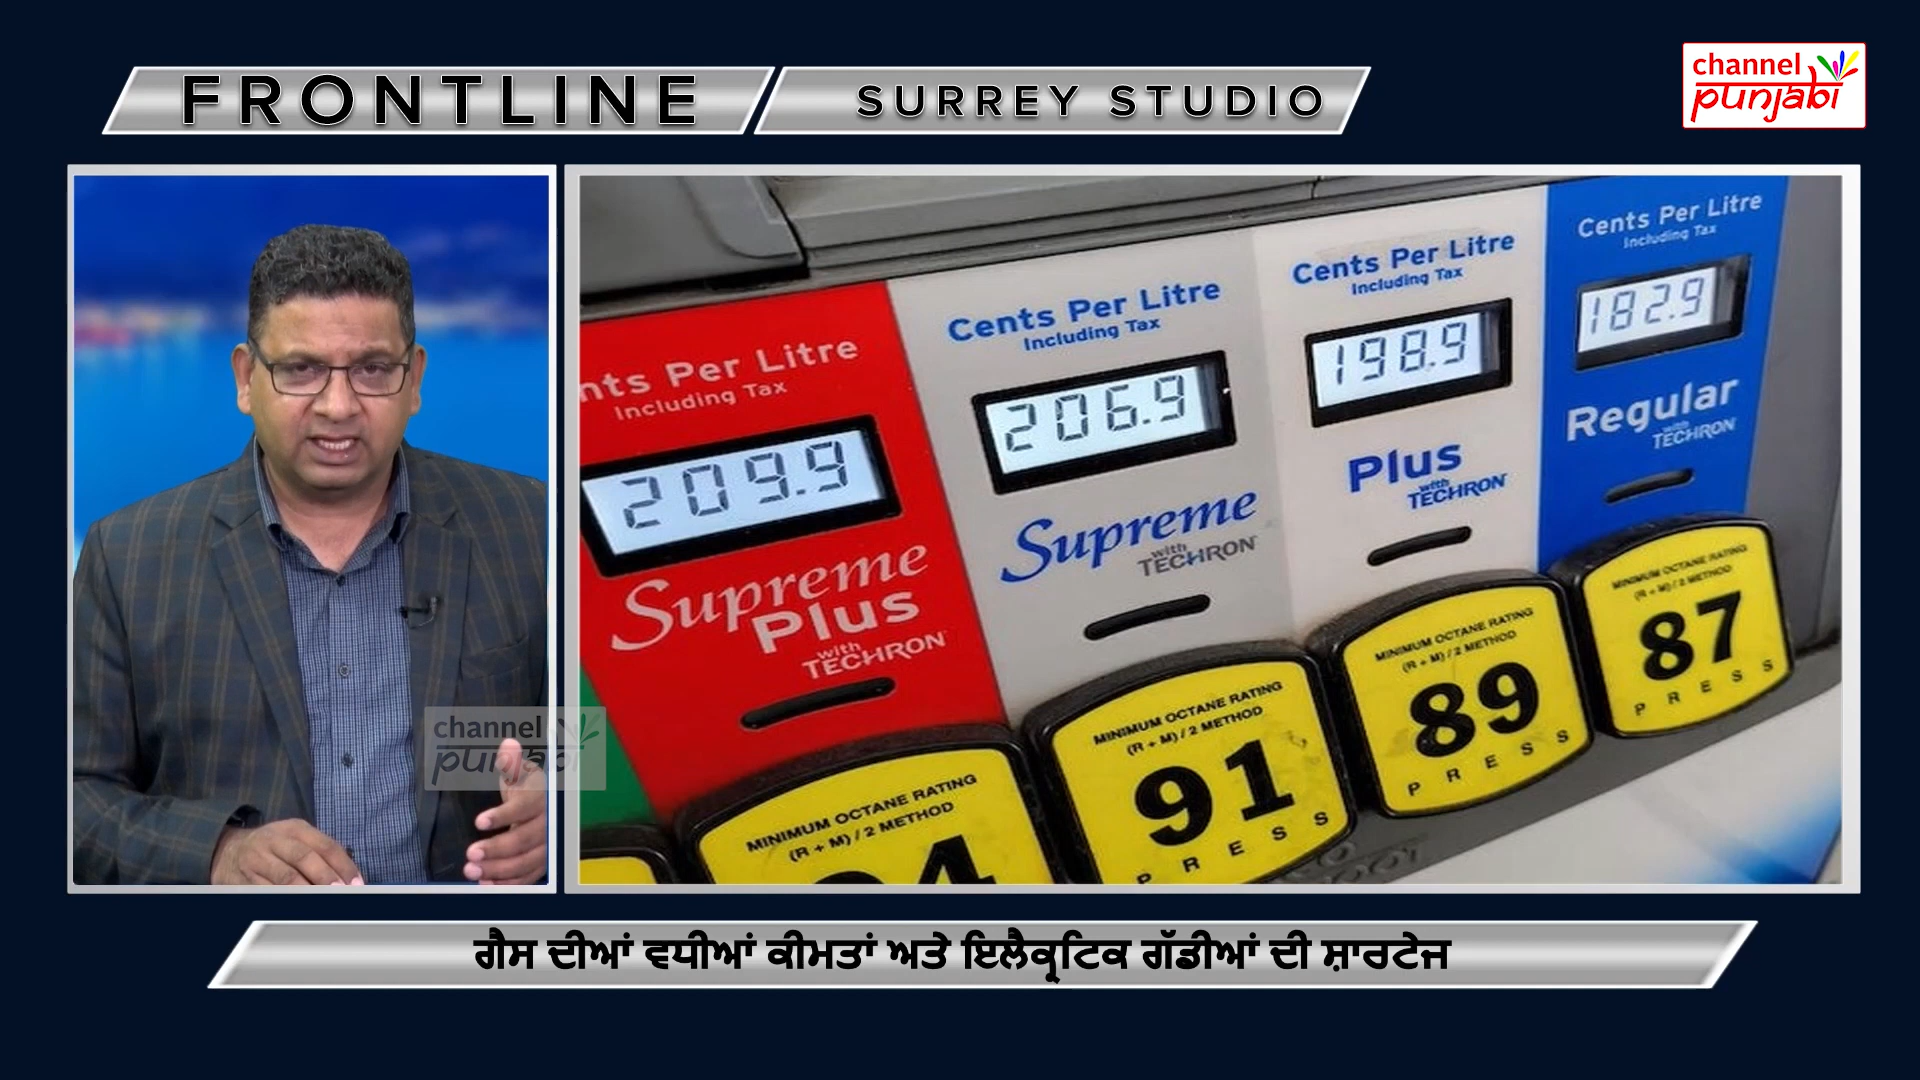 FRONTLINE
SURREY STUDIO
channel
punjabi
Cents Per Litre
Including Tax
182.9
Regular
with
TECHRON
Cents Per Litre
Including Tax
198.9
Plus
with
TECHRON
Cents Per Litre
Including Tax
206.9
Supreme
with
TECHRON
nts Per Litre
Including Tax
209.9
Supreme
Plus
with
TECHRON
MINIMUM OCTANE RATING
(R + M) / 2 METHOD
87
PRESS
MINIMUM OCTANE RATING
(R + M) / 2 METHOD
89
PRESS
MINIMUM OCTANE RATING
(R + M) / 2 METHOD
91
PRESS
MINIMUM OCTANE RATING
(R + M) / 2 METHOD
94
channel
punjabi
ਗੈਸ ਦੀਆਂ ਵਧੀਆਂ ਕੀਮਤਾਂ ਅਤੇ ਇਲੈਕ੍ਰਟਿਕ ਗੱਡੀਆਂ ਦੀ ਸ਼ਾਰਟੇਜ